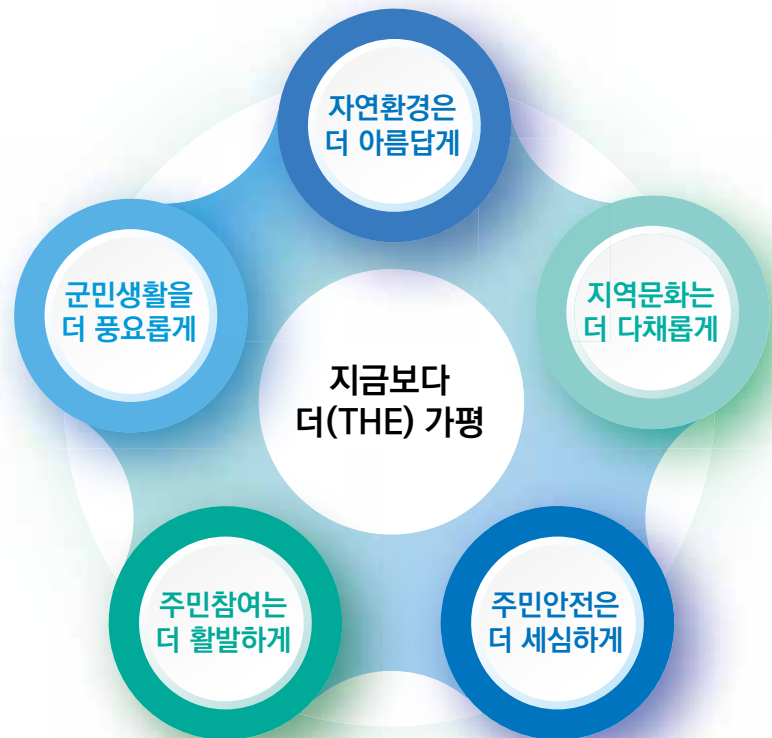 자연환경은
더 아름답게
군민생활을
더 풍요롭게
지역문화는
더 다채롭게
지금보다
더(THE) 가평
주민참여는
더 활발하게
주민안전은
더 세심하게